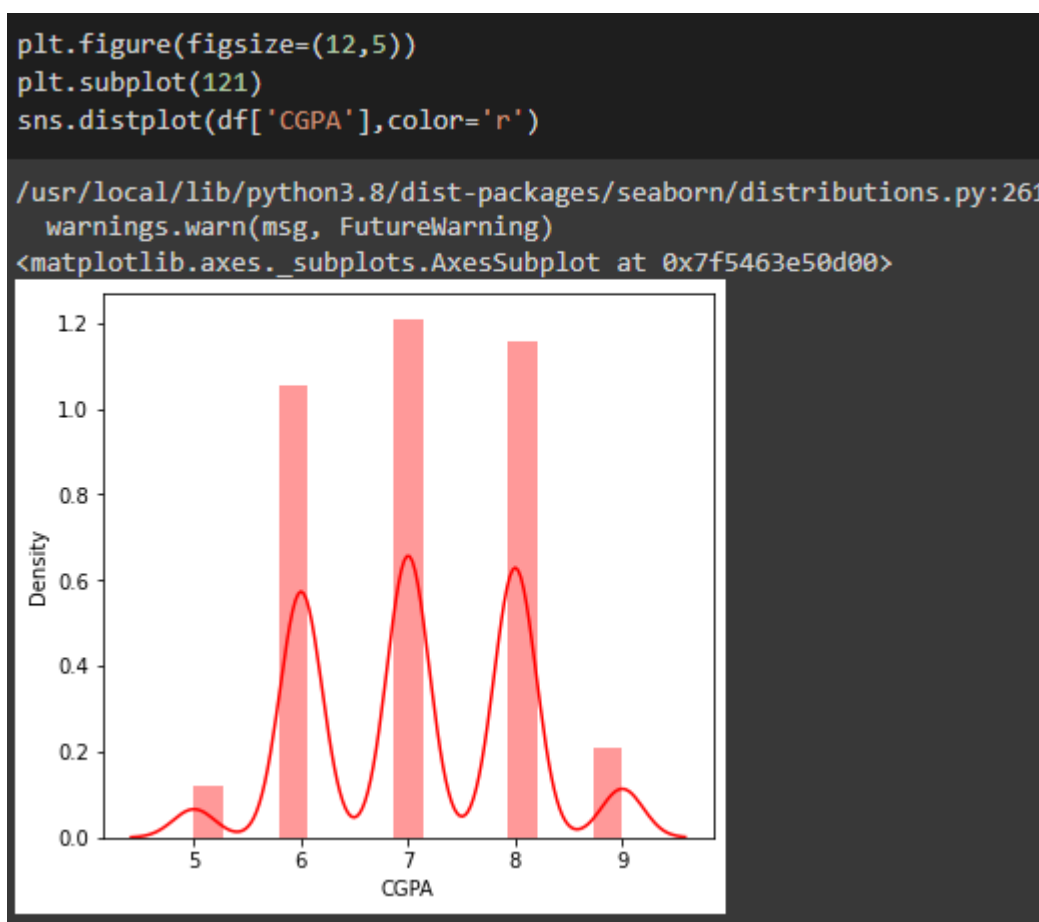 plt.figure(figsize=(12,5))
plt.subplot(121)
sns.distplot(df['CGPA'],color='r')
/usr/local/lib/python3.8/dist-packages/seaborn/distributions.py:261
warnings.warn(msg, FutureWarning)
<matplotlib.axes._subplots.AxesSubplot at 0x7f5463e50d00>
1.2
1.0
0.8
0.6
0.4
0.2
0.0
Density
5 6 7 8 9
CGPA